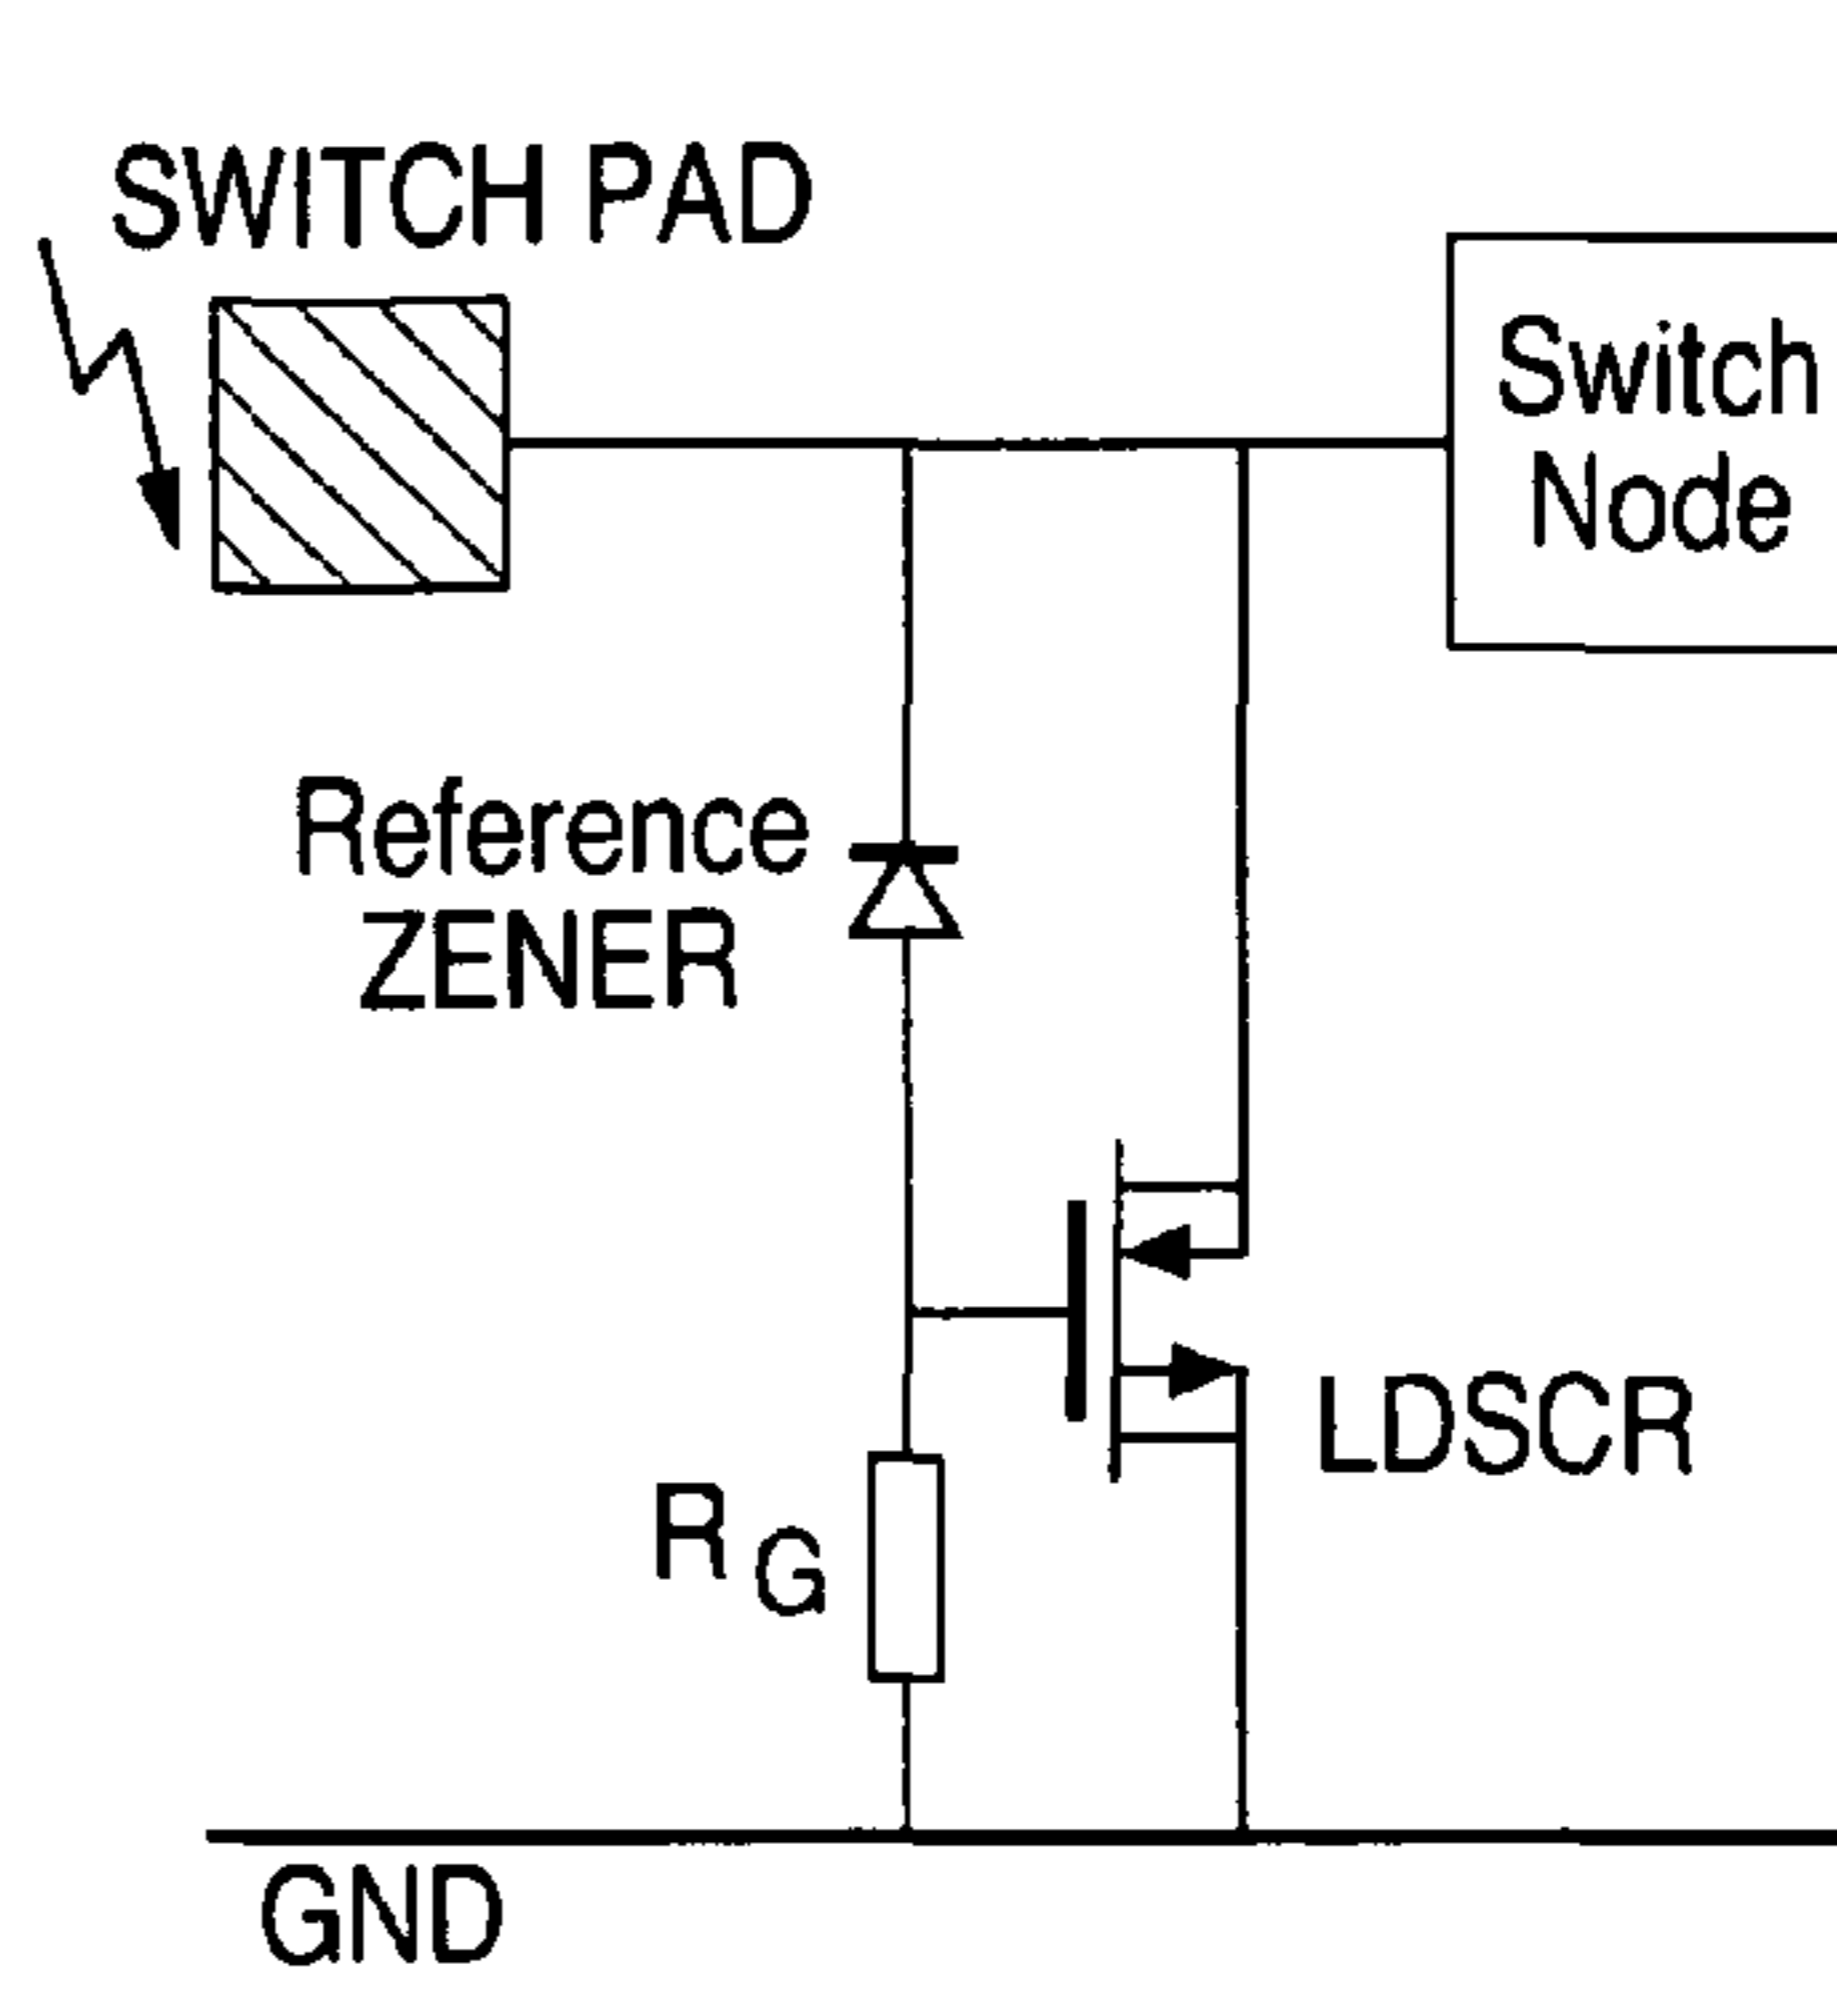 SWITCH PAD
Switch
Node
Reference
ZENER
LDSCR
R G
GND